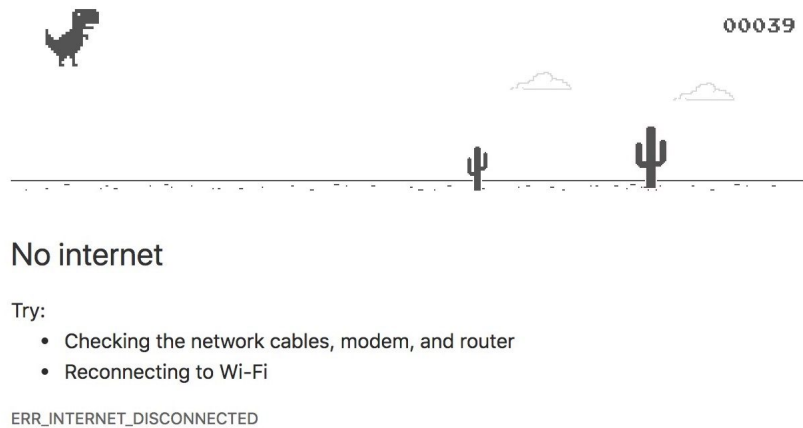 00039
No internet
Try:
• Checking the network cables, modem, and router
• Reconnecting to Wi-Fi
ERR_INTERNET_DISCONNECTED